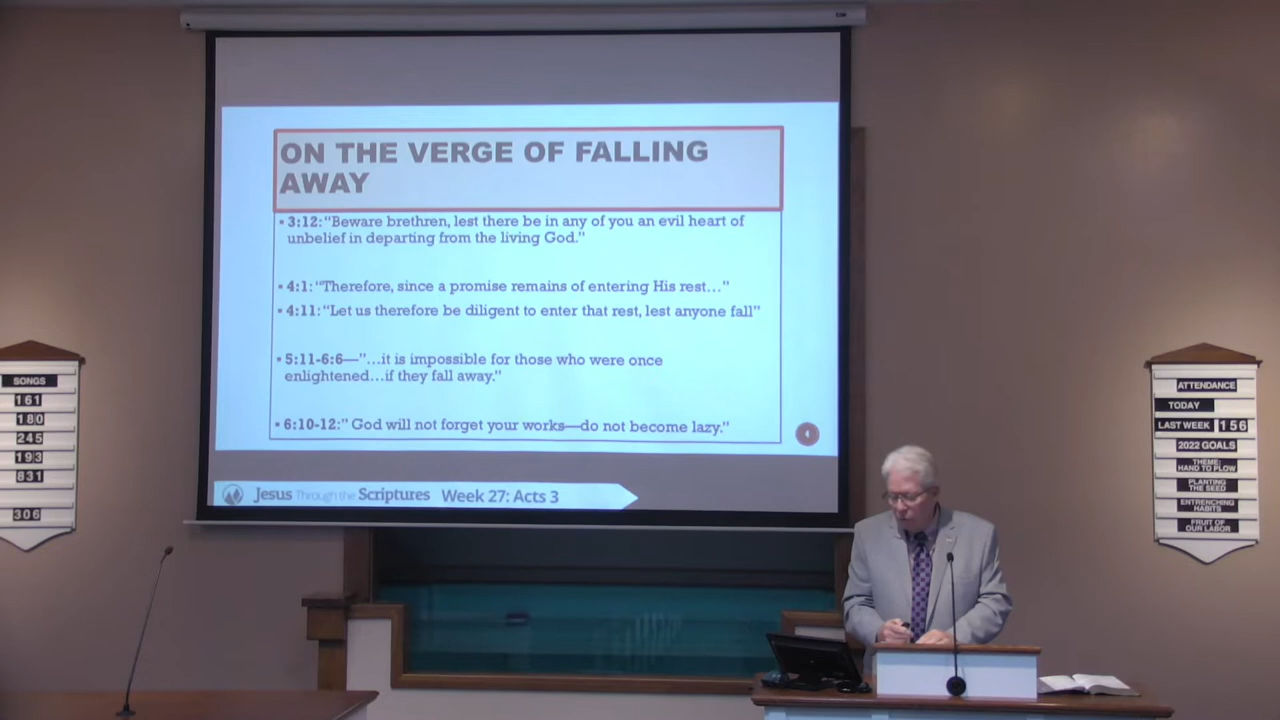 ON THE VERGE OF FALLING
AWAY
▪ 3:12: “Beware brethren, lest there be in any of you an evil heart of
unbelief in departing from the living God.”
▪ 4:1: “Therefore, since a promise remains of entering His rest…”
▪ 4:11: “Let us therefore be diligent to enter that rest, lest anyone fall”
▪ 5:11-6:6—”…it is impossible for those who were once
enlightened…if they fall away.”
▪ 6:10-12:” God will not forget your works—do not become lazy.”
4
Jesus Through the Scriptures Week 27: Acts 3
SONGS
161
180
245
193
831
306
ATTENDANCE
TODAY
LAST WEEK 156
2022 GOALS
THEME:
HAND TO PLOW
PLANTING
THE SEED
ENTRENCHING
HABITS
FRUIT OF
OUR LABOR